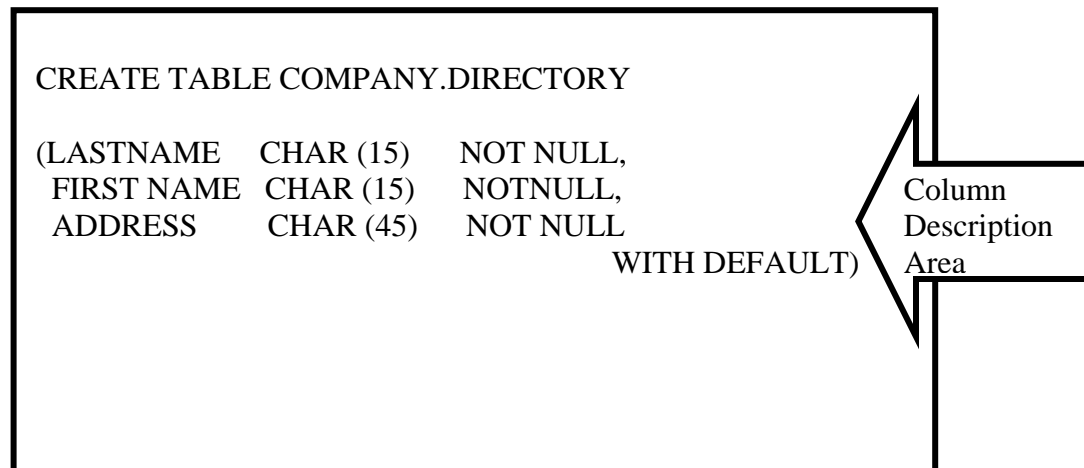 CREATE TABLE COMPANY.DIRECTORY
(LASTNAME CHAR (15) NOT NULL,
FIRST NAME CHAR (15) NOTNULL,
ADDRESS CHAR (45) NOT NULL
WITH DEFAULT)
Column
Description
Area